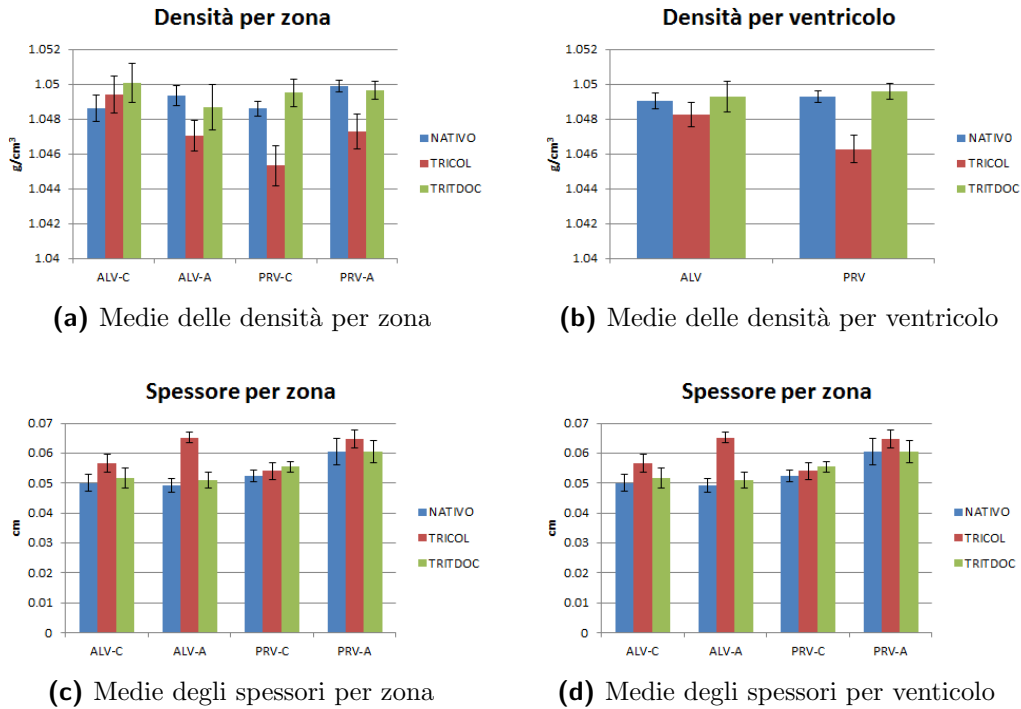 Densità per zona
1.052
1.05
1.048
1.046
1.044
1.042
1.04
g/cm³
ALV-C ALV-A PRV-C PRV-A
NATIVO
TRICOL
TRITDOC
(a) Medie delle densità per zona
Densità per ventricolo
1.052
1.05
1.048
1.046
1.044
1.042
1.04
g/cm³
ALV PRV
NATIV0
TRICOL
TRITDOC
(b) Medie delle densità per ventricolo
Spessore per zona
0.07
0.06
0.05
0.04
0.03
0.02
0.01
0
cm
ALV-C ALV-A PRV-C PRV-A
NATIVO
TRICOL
TRITDOC
(c) Medie degli spessori per zona
Spessore per zona
0.07
0.06
0.05
0.04
0.03
0.02
0.01
0
cm
ALV-C ALV-A PRV-C PRV-A
NATIVO
TRICOL
TRITDOC
(d) Medie degli spessori per venticolo